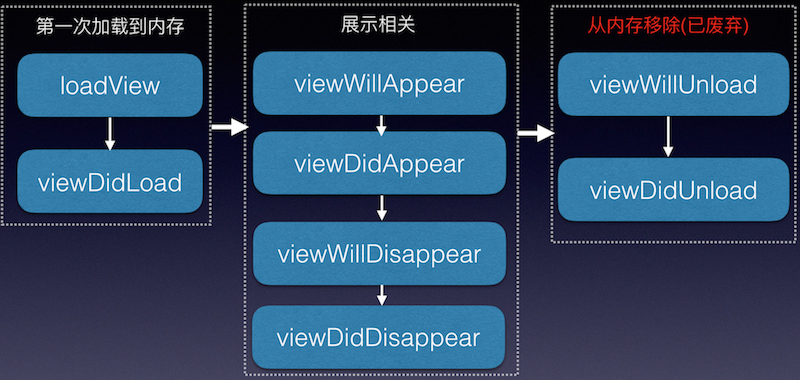 第一次加载到内存
loadView
viewDidLoad
展示相关
viewWillAppear
viewDidAppear
viewWillDisappear
viewDidDisappear
从内存移除(已废弃)
viewWillUnload
viewDidUnload